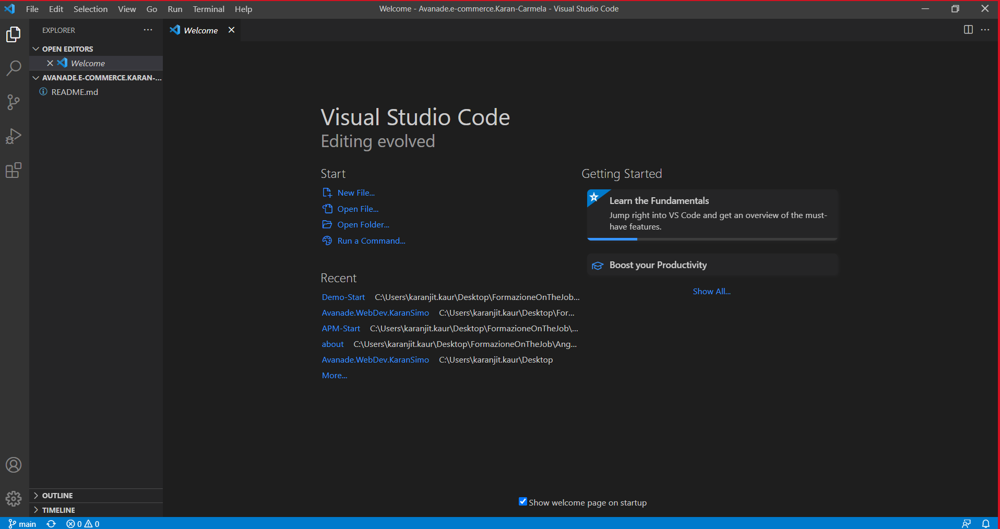 File Edit Selection View Go Run Terminal Help
Welcome - Avanade.e-commerce.Karan-Carmela - Visual Studio Code
EXPLORER
OPEN EDITORS
Welcome
AVANADE.E-COMMERCE.KARAN-...
README.md
OUTLINE
TIMELINE
Welcome
Visual Studio Code
Editing evolved
Start
New File...
Open File...
Open Folder...
Run a Command...
Recent
Demo-Start C:\Users\karanjit.kaur\Desktop\FormazioneOnTheJob...
Avanade.WebDev.KaranSimo C:\Users\karanjit.kaur\Desktop\For...
APM-Start C:\Users\karanjit.kaur\Desktop\FormazioneOnTheJob\...
about C:\Users\karanjit.kaur\Desktop\FormazioneOnTheJob\Ang...
Avanade.WebDev.KaranSimo C:\Users\karanjit.kaur\Desktop
More...
Getting Started
Learn the Fundamentals
Jump right into VS Code and get an overview of the must-
have features.
Boost your Productivity
Show All...
Show welcome page on startup
main 0 0